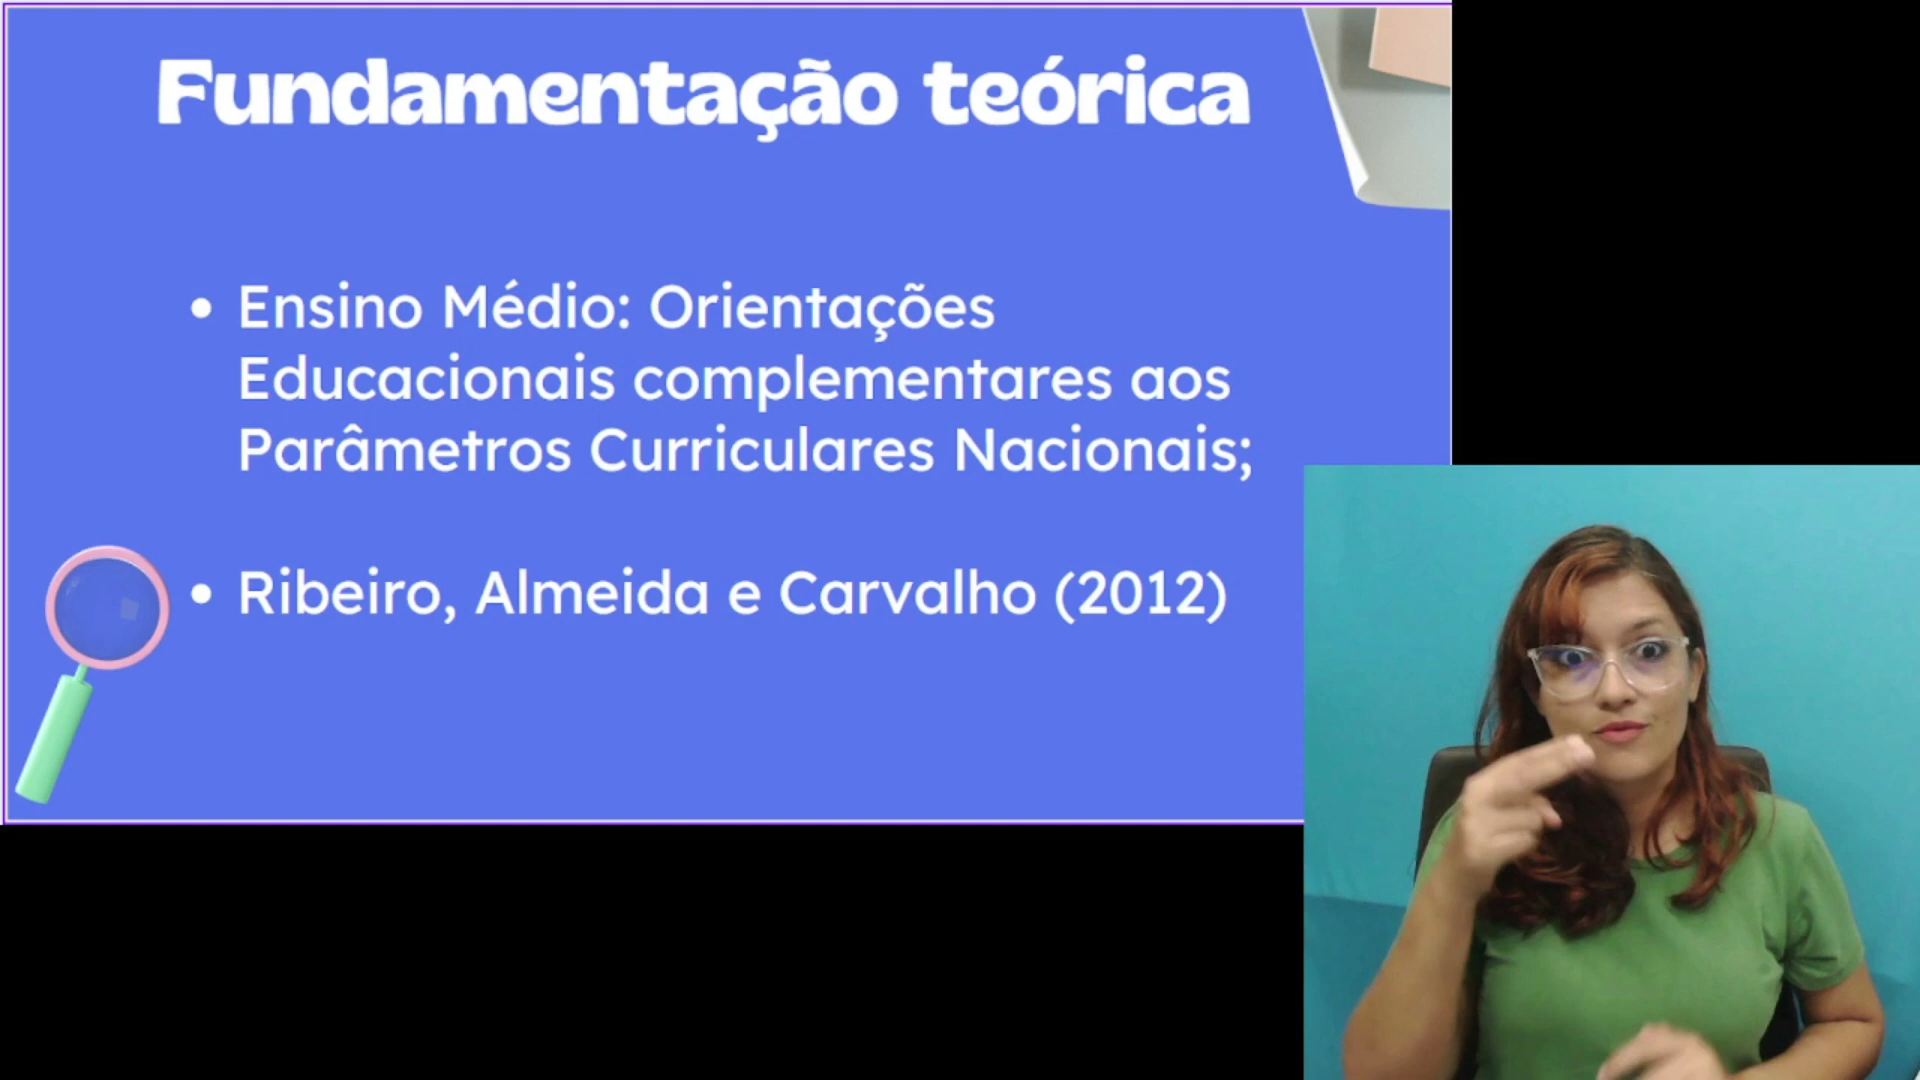 Fundamentação teórica
• Ensino Médio: Orientações
Educacionais complementares aos
Parâmetros Curriculares Nacionais;
• Ribeiro, Almeida e Carvalho (2012)